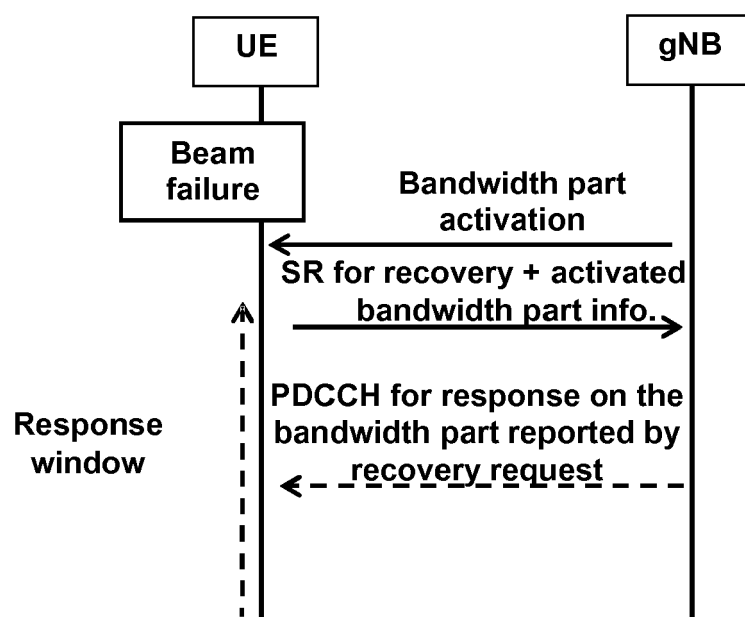 UE
gNB
Beam
failure
Bandwidth part
activation
SR for recovery + activated
bandwidth part info.
PDCCH for response on the
bandwidth part reported by
recovery request
Response
window